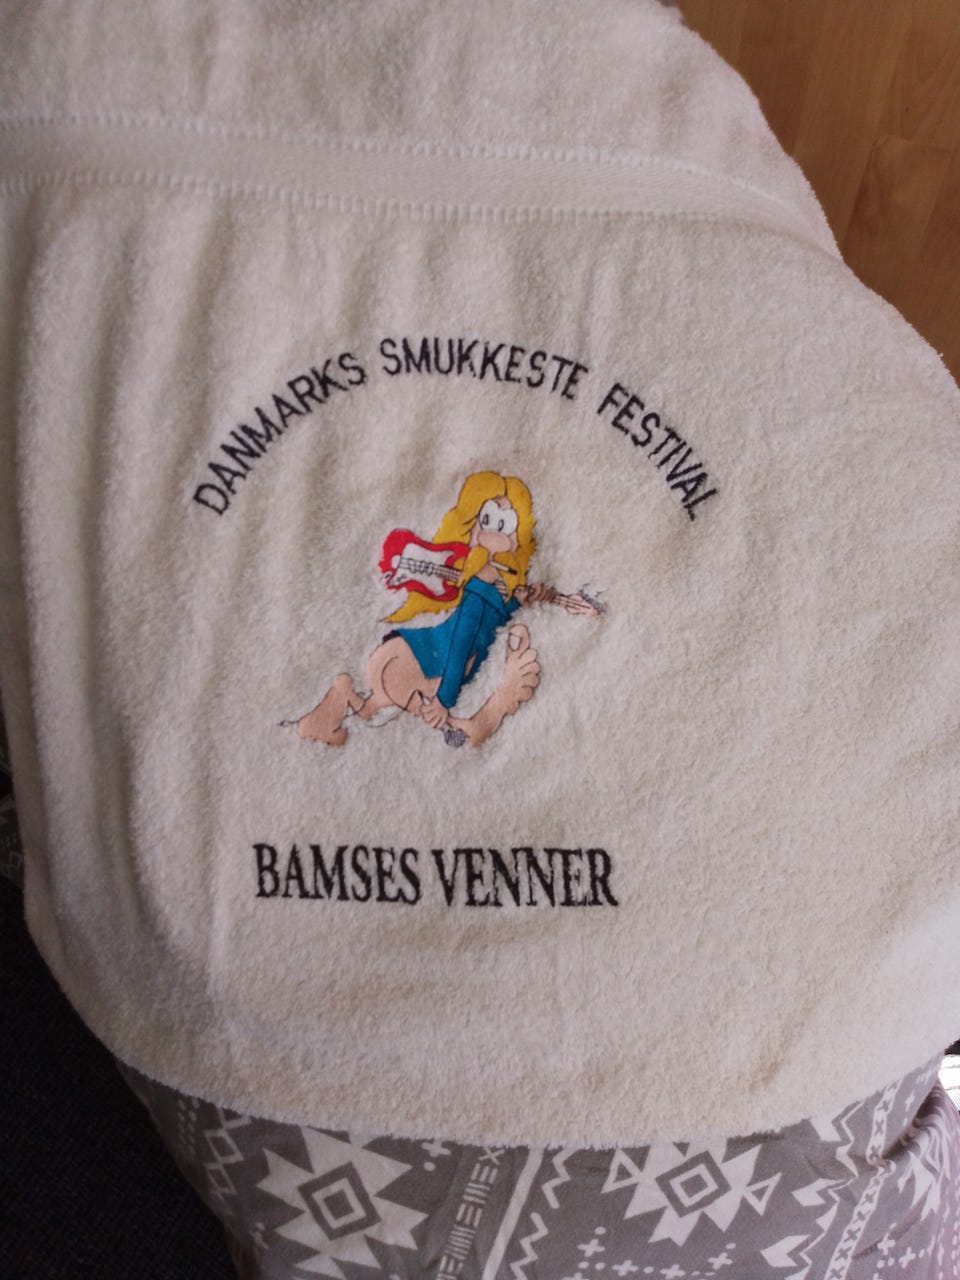 DANMARKS SMUKKESTE FESTIVAL
BAMSES VENNER